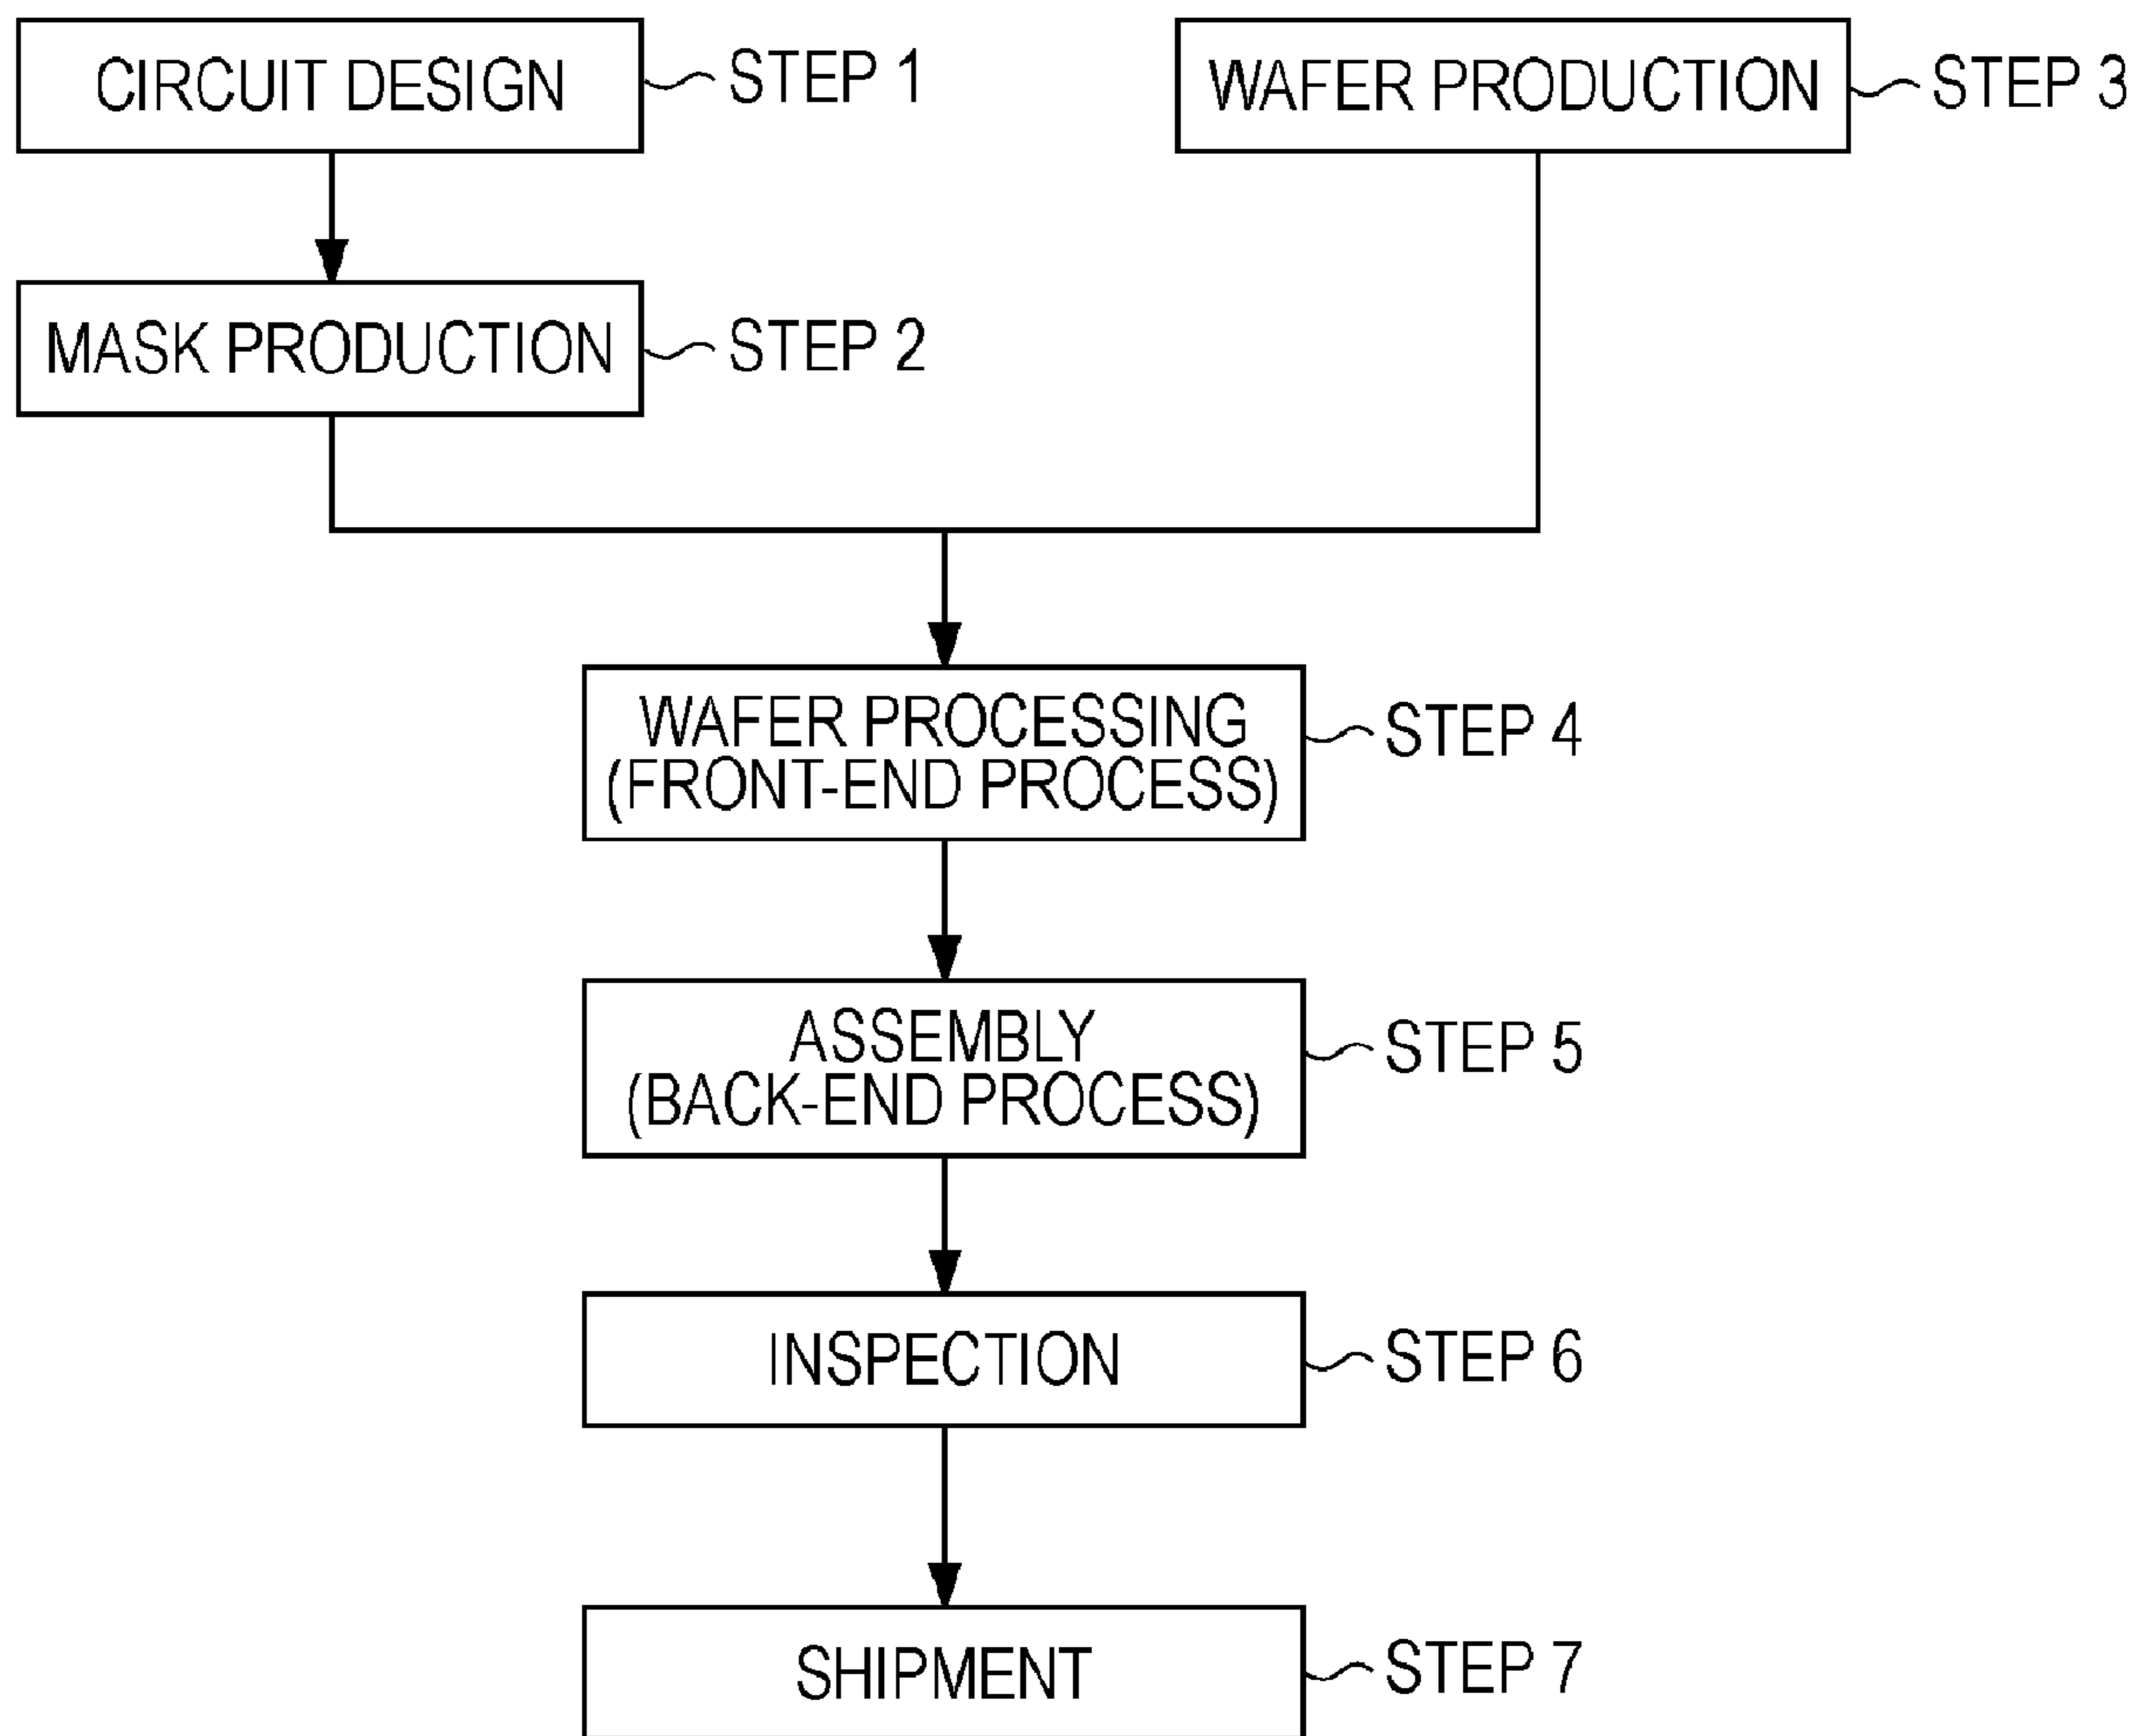 CIRCUIT DESIGN
STEP 1
WAFER PRODUCTION
STEP 3
MASK PRODUCTION
STEP 2
WAFER PROCESSING
(FRONT-END PROCESS)
STEP 4
ASSEMBLY
(BACK-END PROCESS)
STEP 5
INSPECTION
STEP 6
SHIPMENT
STEP 7